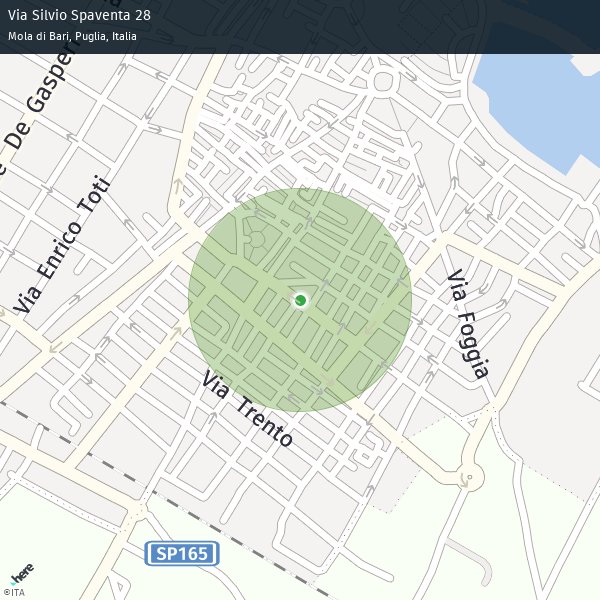 Via Silvio Spaventa 28
Mola di Bari, Puglia, Italia
De Gasperi
Via Enrico Toti
Via Foggia
Via Trento
SP165
here
©ITA